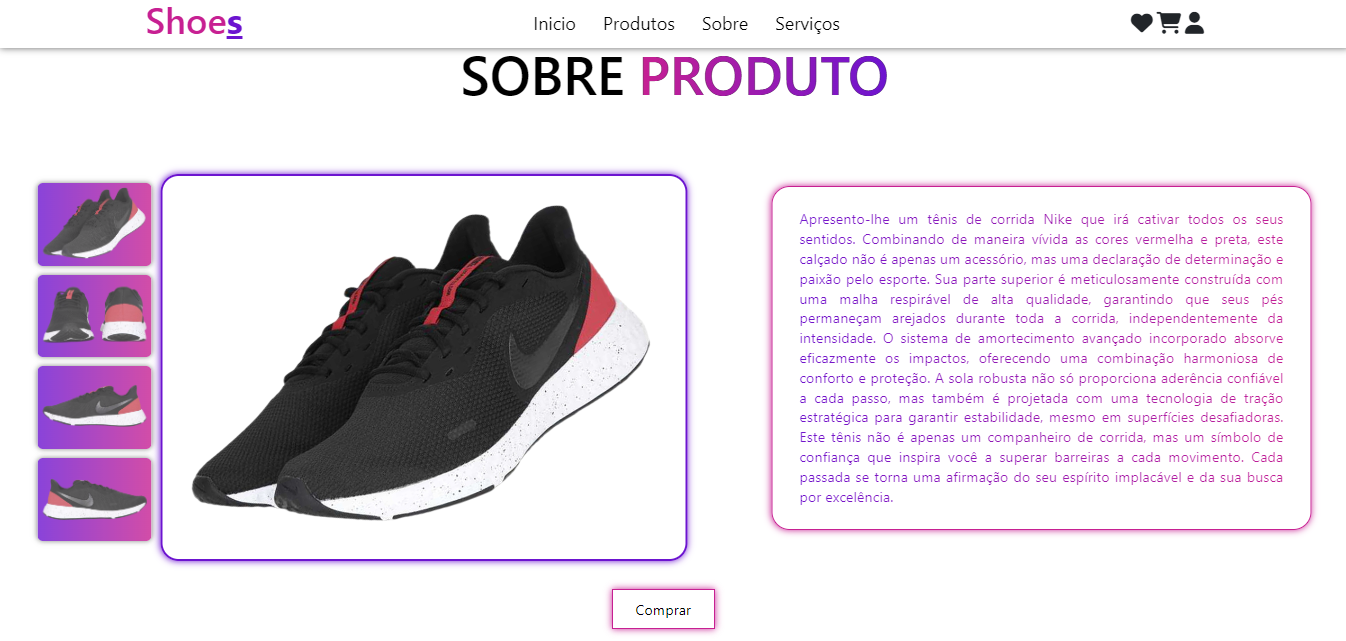 Shoes
Inicio Produtos Sobre Serviços
SOBRE PRODUTO
Apresento-lhe um tênis de corrida Nike que irá cativar todos os seus
sentidos. Combinando de maneira vívida as cores vermelha e preta, este
calçado não é apenas um acessório, mas uma declaração de determinação e
paixão pelo esporte. Sua parte superior é meticulosamente construída com
uma malha respirável de alta qualidade, garantindo que seus pés
permaneçam arejados durante toda a corrida, independentemente da
intensidade. O sistema de amortecimento avançado incorporado absorve
eficazmente os impactos, oferecendo uma combinação harmoniosa de
conforto e proteção. A sola robusta não só proporciona aderência confiável
a cada passo, mas também é projetada com uma tecnologia de tração
estratégica para garantir estabilidade, mesmo em superfícies desafiadoras.
Este tênis não é apenas um companheiro de corrida, mas um símbolo de
confiança que inspira você a superar barreiras a cada movimento. Cada
passada se torna uma afirmação do seu espírito implacável e da sua busca
por excelência.
Comprar